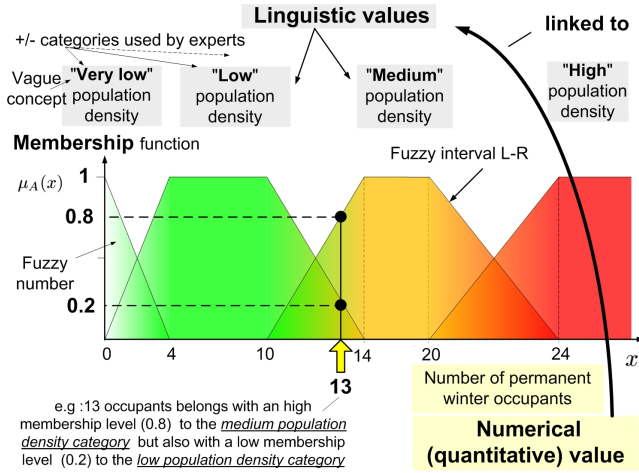 Linguistic values
linked to
+/- categories used by experts
Vague
concept
"Very low"
population
density
"Low"
population
density
"Medium"
population
density
"High"
population
density
Membership function
Fuzzy interval L-R
μA(x)
1
0.8
Fuzzy
number
0.2
0
4
10
14
20
24
x
13
Number of permanent
winter occupants
e.g :13 occupants belongs with an high
membership level (0.8) to the medium population
density category but also with a low membership
level (0.2) to the low population density category
Numerical
(quantitative) value